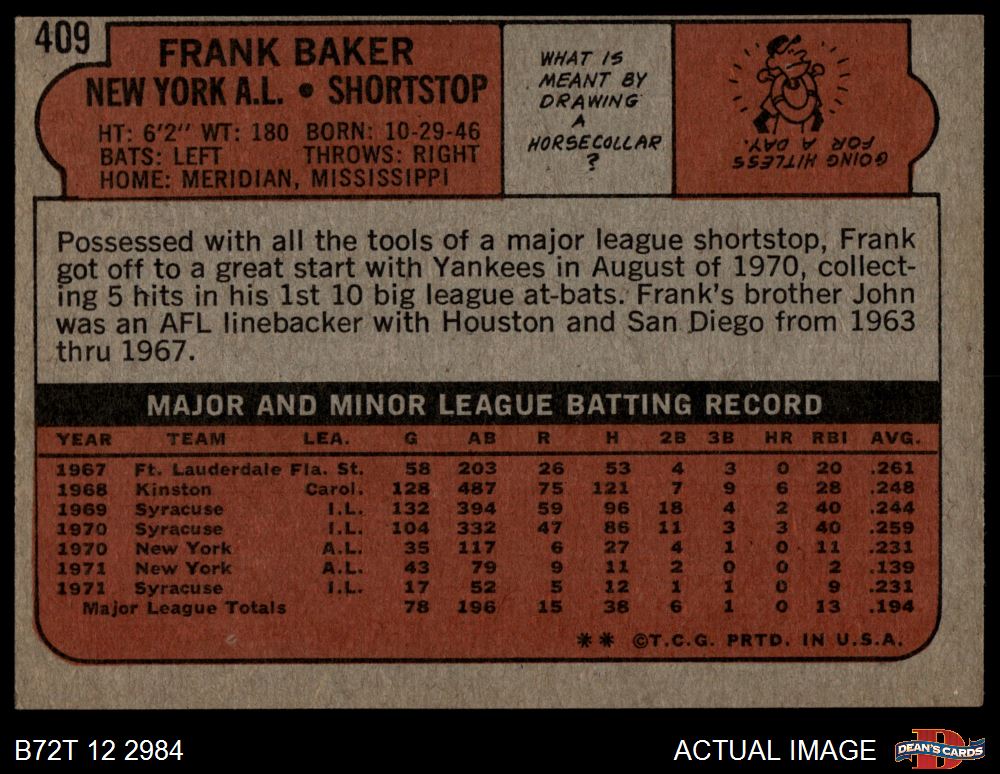 409
FRANK BAKER
NEW YORK A.L. • SHORTSTOP
HT: 6'2" WT: 180 BORN: 10-29-46
BATS: LEFT THROWS: RIGHT
HOME: MERIDIAN, MISSISSIPPI
WHAT IS
MEANT BY
DRAWING
A
HORSECOLLAR
?
GOING HITLESS
FOR A DAY.
Possessed with all the tools of a major league shortstop, Frank
got off to a great start with Yankees in August of 1970, collect-
ing 5 hits in his 1st 10 big league at-bats. Frank's brother John
was an AFL linebacker with Houston and San Diego from 1963
thru 1967.
MAJOR AND MINOR LEAGUE BATTING RECORD
YEAR TEAM LEA. G AB R H 2B 3B HR RBI AVG.
1967 Ft. Lauderdale Fla. St. 58 203 26 53 4 3 0 20 .261
1968 Kinston Carol. 128 487 75 121 7 9 6 28 .248
1969 Syracuse I.L. 132 394 59 96 18 4 2 40 .244
1970 Syracuse I.L. 104 332 47 86 11 3 3 40 .259
1970 New York A.L. 35 117 6 27 4 1 0 11 .231
1971 New York A.L. 43 79 9 11 2 0 0 2 .139
1971 Syracuse I.L. 17 52 5 12 1 1 0 9 .231
Major League Totals 78 196 15 38 6 1 0 13 .194
** ©T.C.G. PRTD. IN U.S.A.
B72T 12 2984
ACTUAL IMAGE
D
DEAN'S CARDS